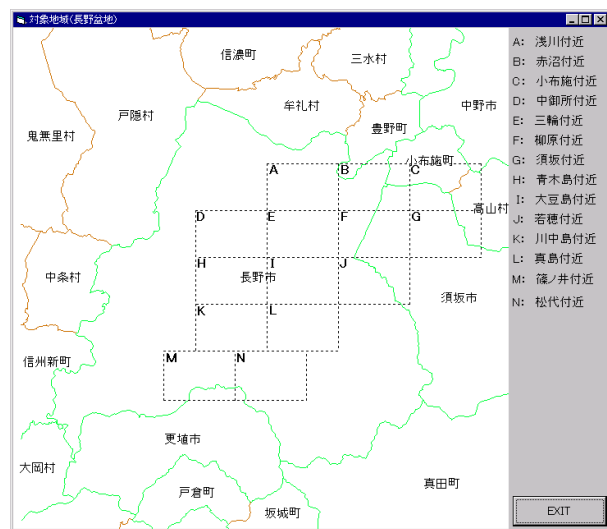 対象地域(長野盆地)
信濃町
三水村
戸隠村
牟礼村
中野市
豊野町
鬼無里村
小布施町
A
B
C
高山村
D
E
F
G
中条村
H
I
J
長野市
須坂市
K
L
信州新町
M
N
更埴市
大岡村
戸倉町
坂城町
真田町
A: 浅川付近
B: 赤沼付近
C: 小布施付近
D: 中御所付近
E: 三輪付近
F: 柳原付近
G: 須坂付近
H: 青木島付近
I: 大豆島付近
J: 若穂付近
K: 川中島付近
L: 真島付近
M: 篠ノ井付近
N: 松代付近
EXIT